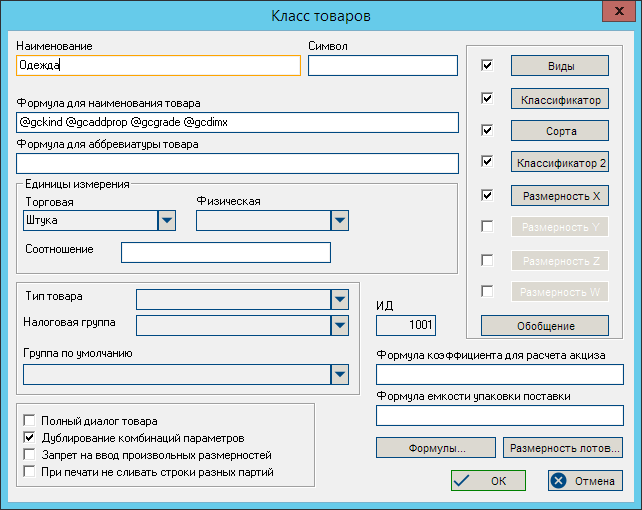 Класс товаров
Наименование
Символ
Одежда
Виды
Формула для наименования товара
Классификатор
@gckind @gcaddprop @gcgrade @gcdimx
Сорта
Формула для аббревиатуры товара
Классификатор 2
Единицы измерения
Торговая
Физическая
Размерность X
Штука
Размерность Y
Соотношение
Размерность Z
Размерность W
Тип товара
ИД
Налоговая группа
1001
Обобщение
Группа по умолчанию
Формула коэффициента для расчета акциза
Формула емкости упаковки поставки
Полный диалог товара
Дублирование комбинаций параметров
Запрет на ввод произвольных размерностей
При печати не сливать строки разных партий
Формулы...
Размерность лотов...
ОК
Отмена